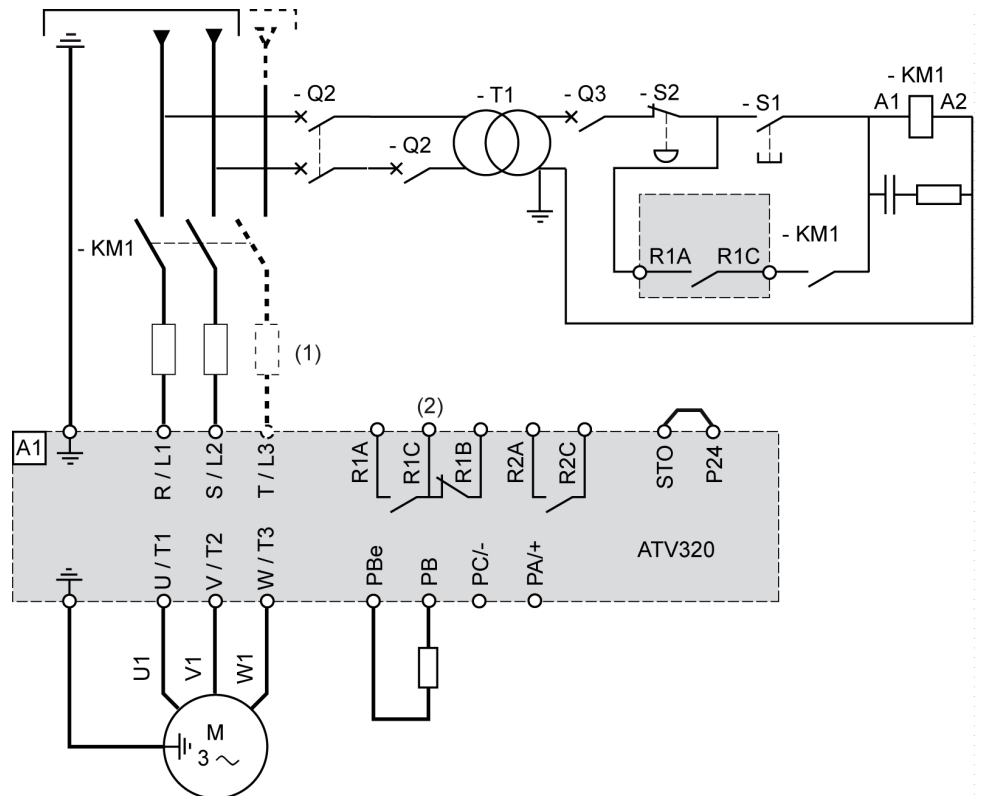 - KM1
- Q2
- T1
- Q3
- S2
- S1
A1
A2
- Q2
- KM1
- KM1
R1A
R1C
(1)
(2)
A1
R / L1
S / L2
T / L3
R1A
R1C
R1B
R2A
R2C
STO
P24
ATV320
U / T1
V / T2
W / T3
PBe
PB
PC/-
PA/+
U1
V1
W1
M
3 ~